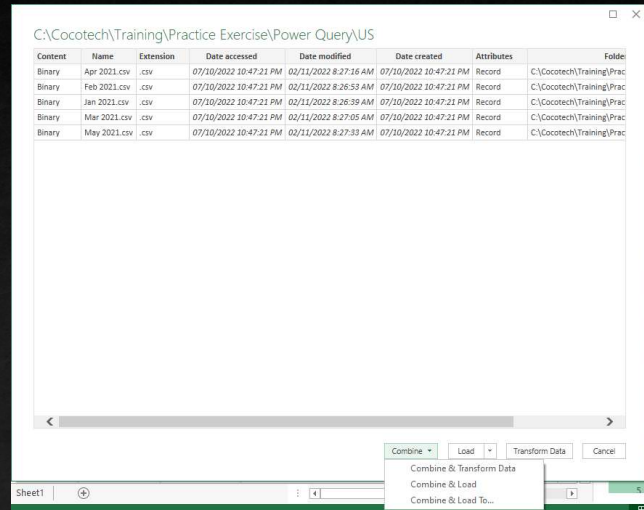 C:\Cocotech\Training\Practice Exercise\Power Query\US
Content Name Extension Date accessed Date modified Date created Attributes Folder
Binary Apr 2021.csv .csv 07/10/2022 10:47:21 PM 02/11/2022 8:27:16 AM 07/10/2022 10:47:21 PM Record C:\Cocotech\Training\Prac
Binary Feb 2021.csv .csv 07/10/2022 10:47:21 PM 02/11/2022 8:26:53 AM 07/10/2022 10:47:21 PM Record C:\Cocotech\Training\Prac
Binary Jan 2021.csv .csv 07/10/2022 10:47:21 PM 02/11/2022 8:26:39 AM 07/10/2022 10:47:21 PM Record C:\Cocotech\Training\Prac
Binary Mar 2021.csv .csv 07/10/2022 10:47:21 PM 02/11/2022 8:27:05 AM 07/10/2022 10:47:21 PM Record C:\Cocotech\Training\Prac
Binary May 2021.csv .csv 07/10/2022 10:47:21 PM 02/11/2022 8:27:33 AM 07/10/2022 10:47:21 PM Record C:\Cocotech\Training\Prac
Combine Load Transform Data Cancel
Combine & Transform Data
Combine & Load
Combine & Load To...
Sheet1